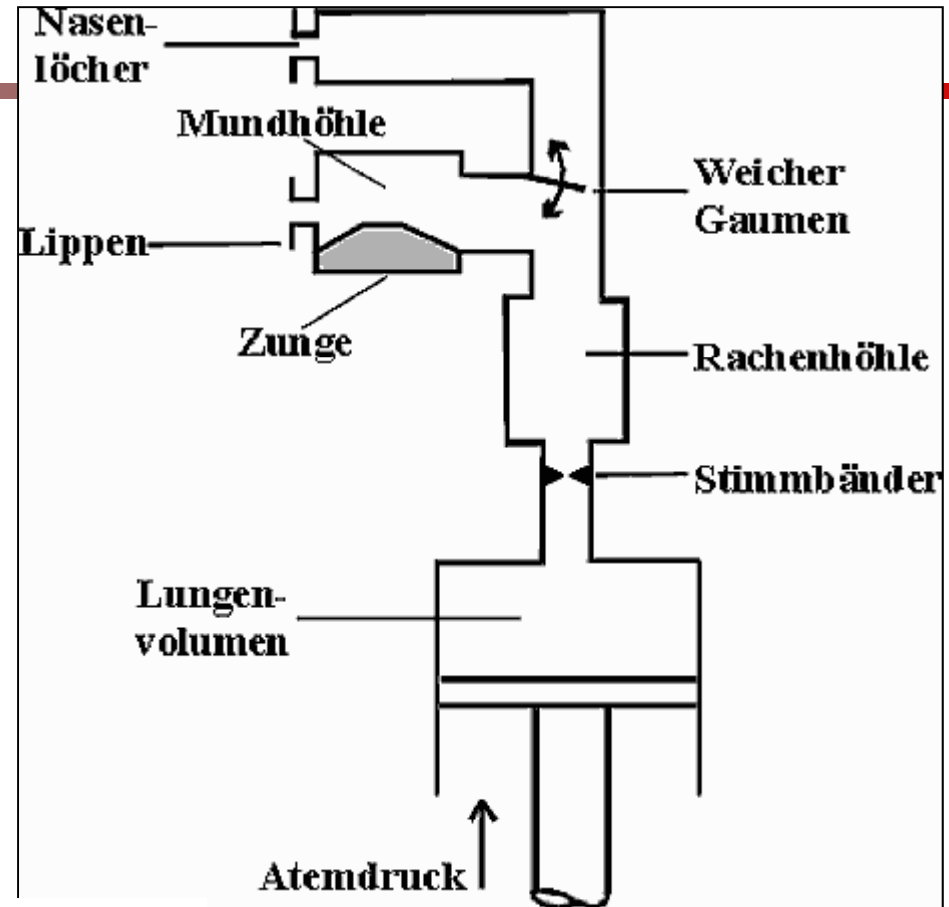 Nasen-
löcher
Mundhöhle
Weicher
Gaumen
Lippen
Zunge
Rachenhöhle
Stimmbänder
Lungen-
volumen
Atemdruck